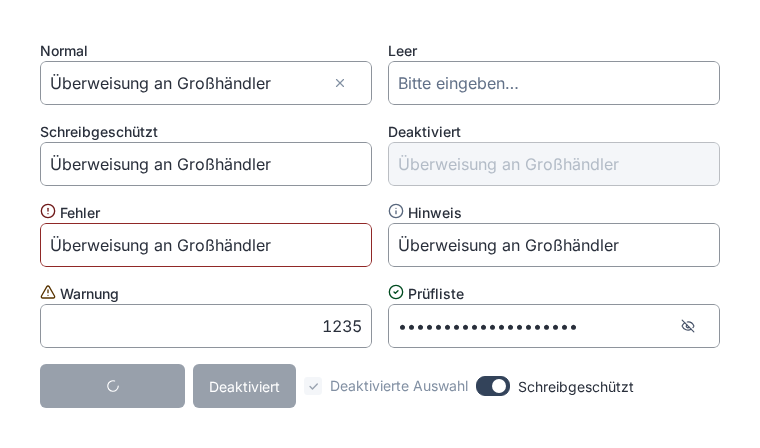 Normal
Leer
Überweisung an Großhändler
Bitte eingeben...
Schreibgeschützt
Deaktiviert
Überweisung an Großhändler
Überweisung an Großhändler
Fehler
Hinweis
Überweisung an Großhändler
Überweisung an Großhändler
Warnung
Prüfliste
1235
••••••••••••••••••••
Deaktiviert
Deaktivierte Auswahl
Schreibgeschützt